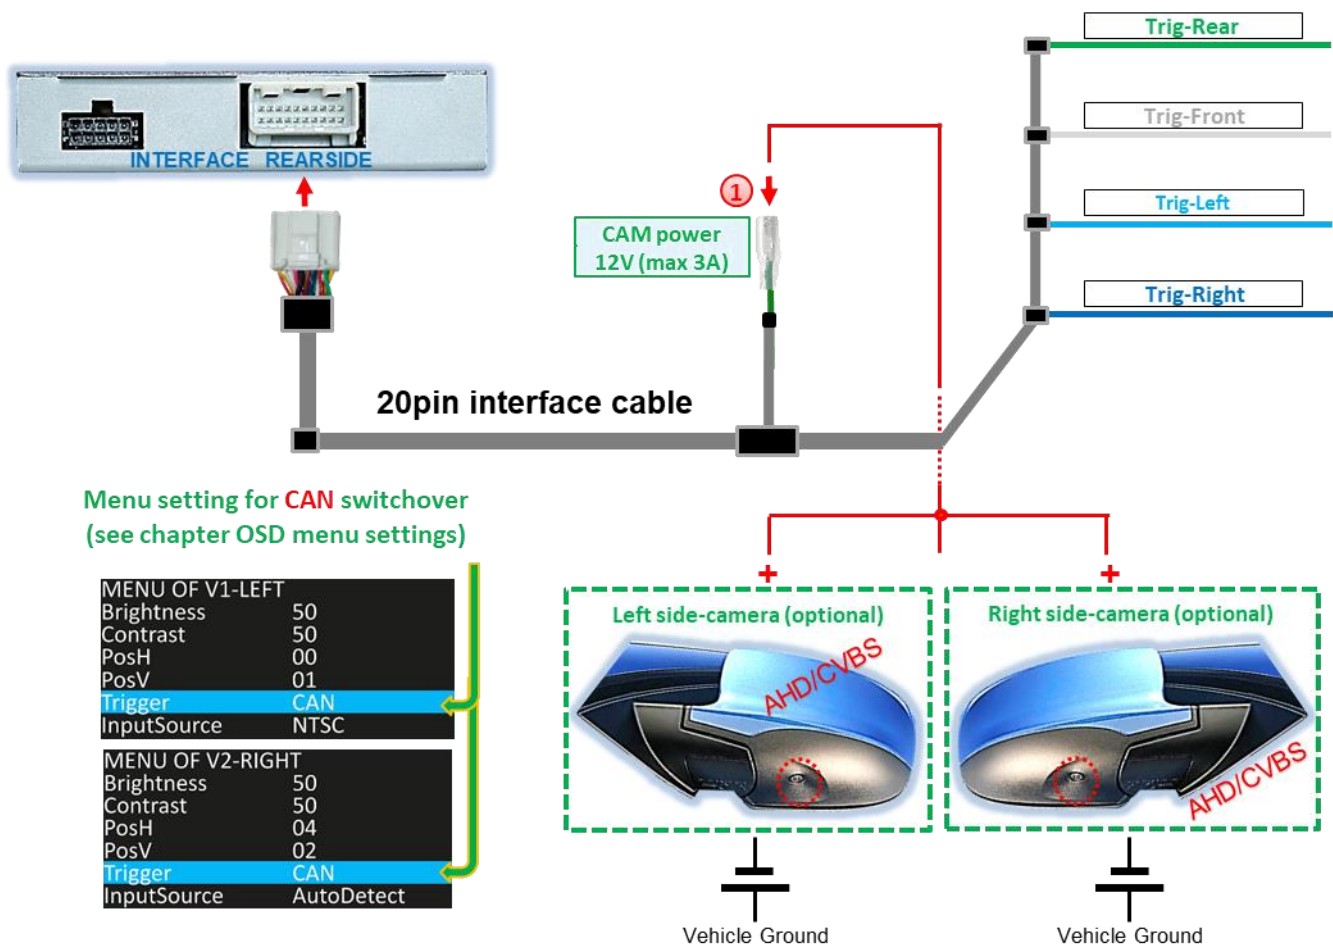 Trig-Rear
Trig-Front
Trig-Left
Trig-Right
INTERFACE REARSIDE
1
CAM power
12V (max 3A)
20pin interface cable
Menu setting for CAN switchover
(see chapter OSD menu settings)
MENU OF V1-LEFT
Brightness 50
Contrast 50
PosH 00
PosV 01
Trigger CAN
InputSource NTSC
MENU OF V2-RIGHT
Brightness 50
Contrast 50
PosH 04
PosV 02
Trigger CAN
InputSource AutoDetect
+
+
Left side-camera (optional)
AHD/CVBS
Right side-camera (optional)
AHD/CVBS
Vehicle Ground
Vehicle Ground